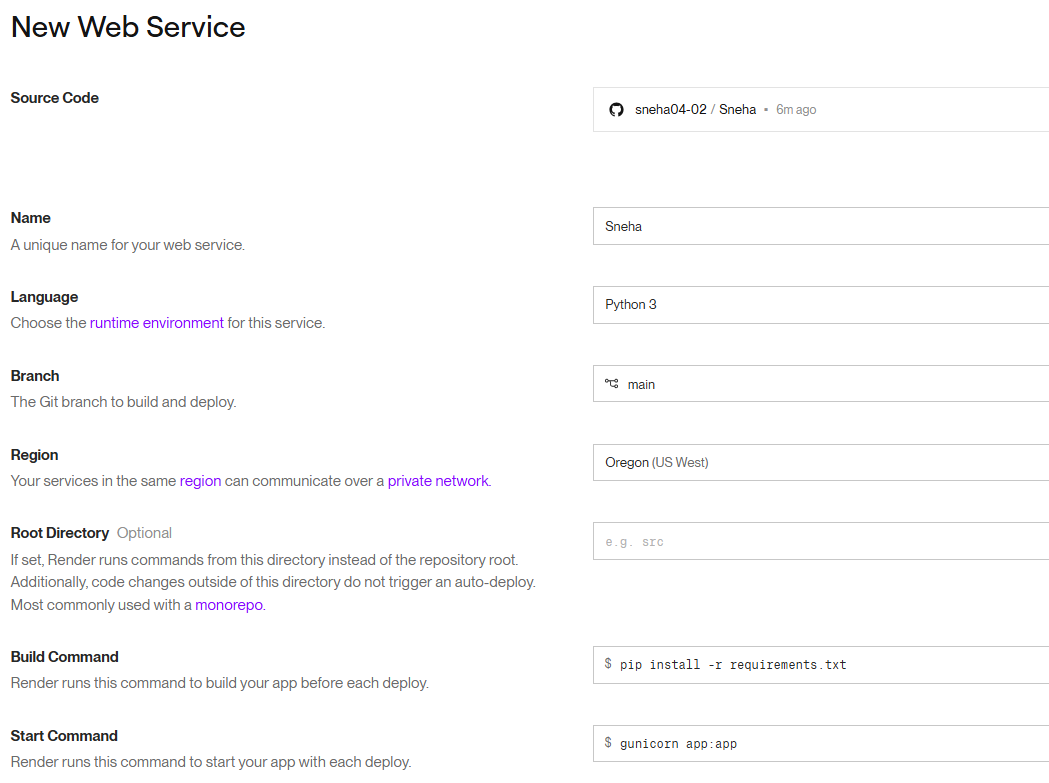 New Web Service
Source Code
sneha04-02 / Sneha • 6m ago
Name
A unique name for your web service.
Sneha
Language
Choose the runtime environment for this service.
Python 3
Branch
The Git branch to build and deploy.
main
Region
Your services in the same region can communicate over a private network.
Oregon (US West)
Root Directory Optional
If set, Render runs commands from this directory instead of the repository root.
Additionally, code changes outside of this directory do not trigger an auto-deploy.
Most commonly used with a monorepo.
e.g. src
Build Command
Render runs this command to build your app before each deploy.
$ pip install -r requirements.txt
Start Command
Render runs this command to start your app with each deploy.
$ gunicorn app:app